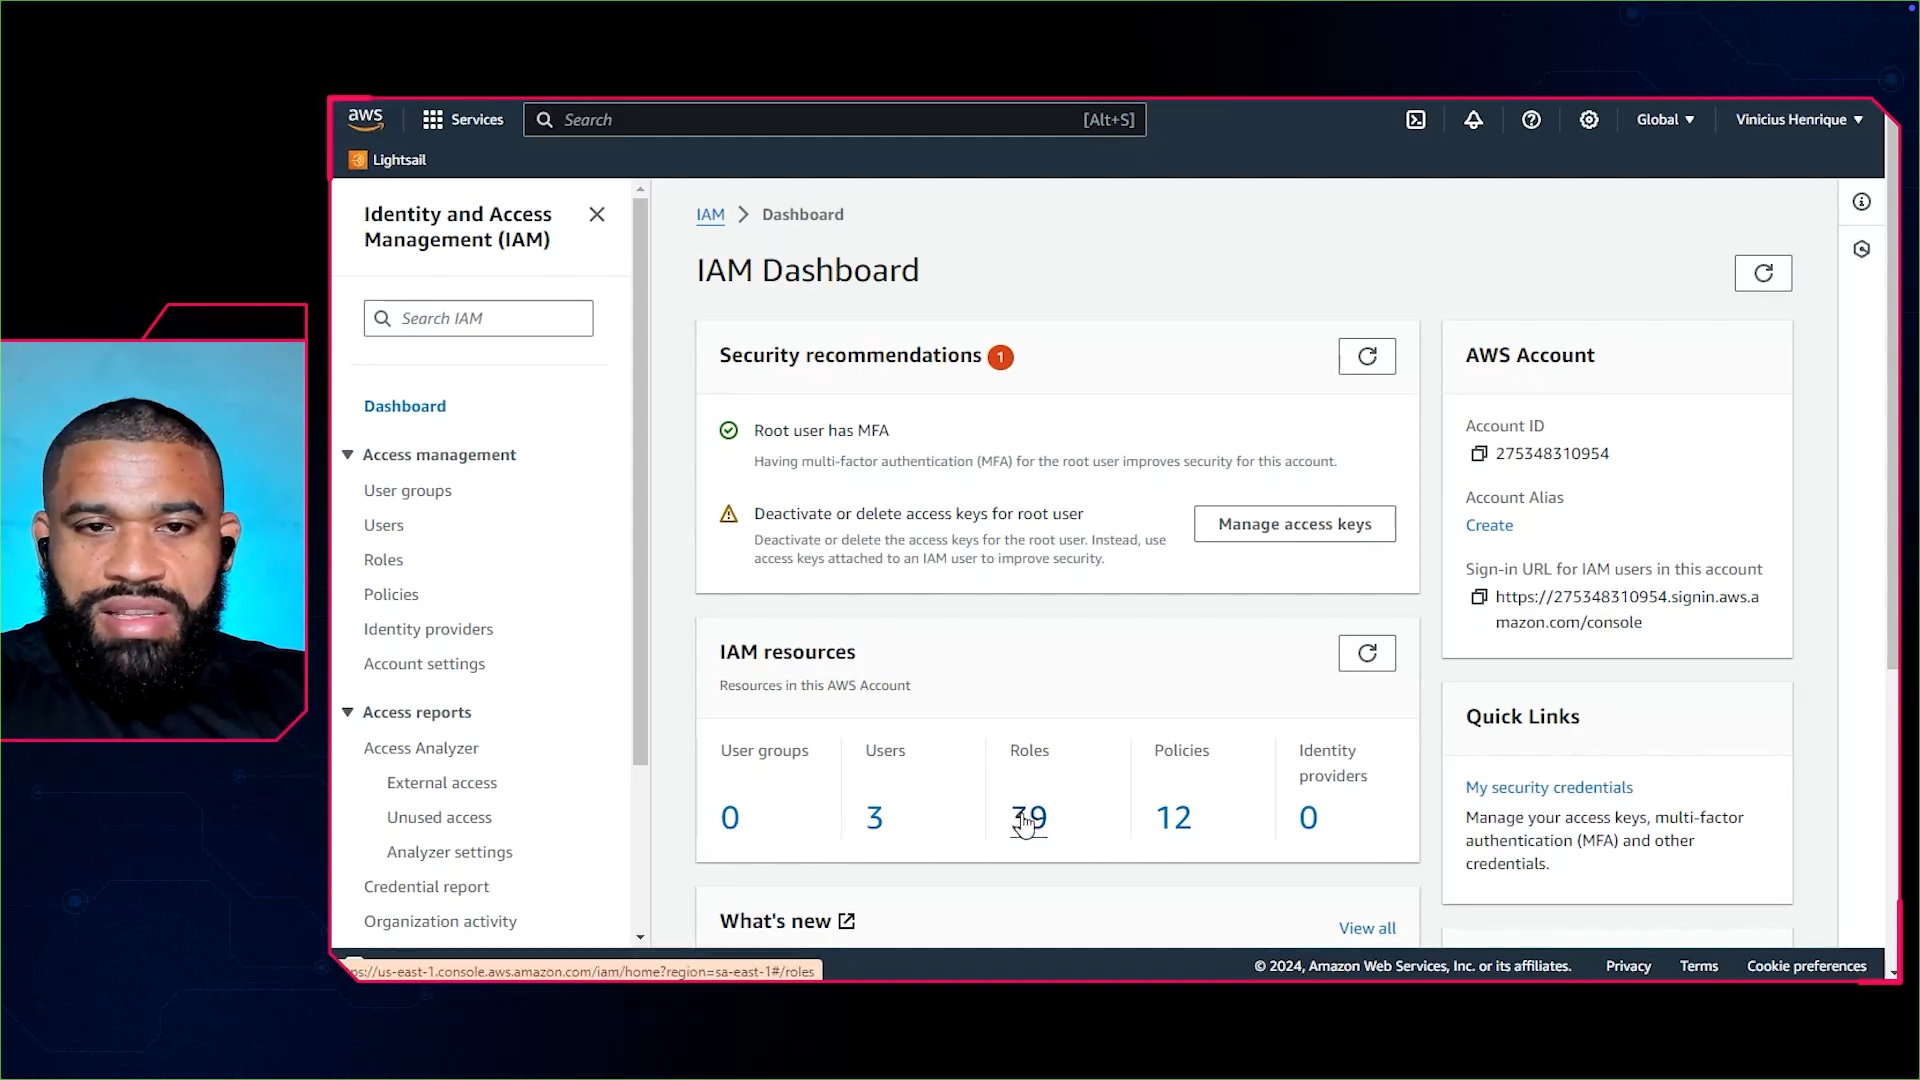 aws
Services
Search
[Alt+S]
Global
Vinicius Henrique
Lightsail
Identity and Access
Management (IAM)
Search IAM
Dashboard
Access management
User groups
Users
Roles
Policies
Identity providers
Account settings
Access reports
Access Analyzer
External access
Unused access
Analyzer settings
Credential report
Organization activity
IAM
Dashboard
IAM Dashboard
Security recommendations 1
Root user has MFA
Having multi-factor authentication (MFA) for the root user improves security for this account.
Deactivate or delete access keys for root user
Deactivate or delete the access keys for the root user. Instead, use
access keys attached to an IAM user to improve security.
Manage access keys
IAM resources
Resources in this AWS Account
User groups
0
Users
3
Roles
39
Policies
12
Identity
providers
0
What's new
View all
AWS Account
Account ID
275348310954
Account Alias
Create
Sign-in URL for IAM users in this account
https://275348310954.signin.aws.a
mazon.com/console
Quick Links
My security credentials
Manage your access keys, multi-factor
authentication (MFA) and other
credentials.
ps://us-east-1.console.aws.amazon.com/iam/home?region=sa-east-1#/roles
© 2024, Amazon Web Services, Inc. or its affiliates.
Privacy
Terms
Cookie preferences